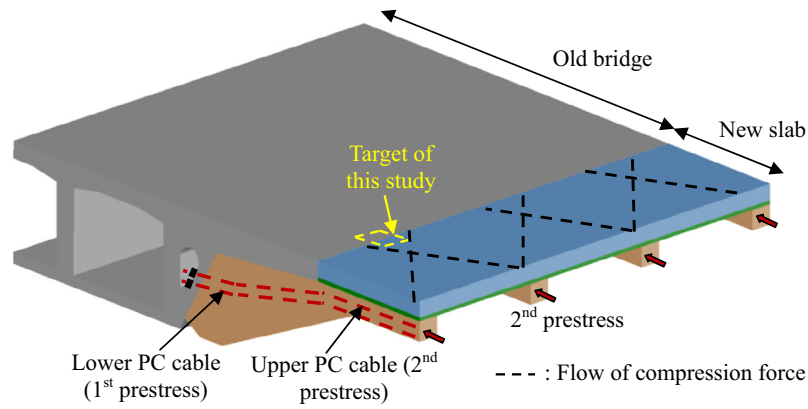 Old bridge
New slab
Target of
this study
2nd prestress
Lower PC cable
(1st prestress)
Upper PC cable (2nd
prestress)
: Flow of compression force